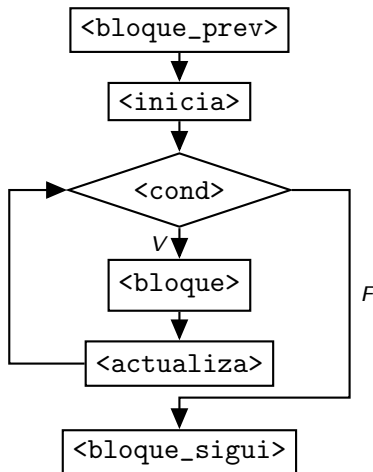 <bloque_prev>
<inicia>
<cond>
V
<bloque>
F
<actualiza>
<bloque_sigui>